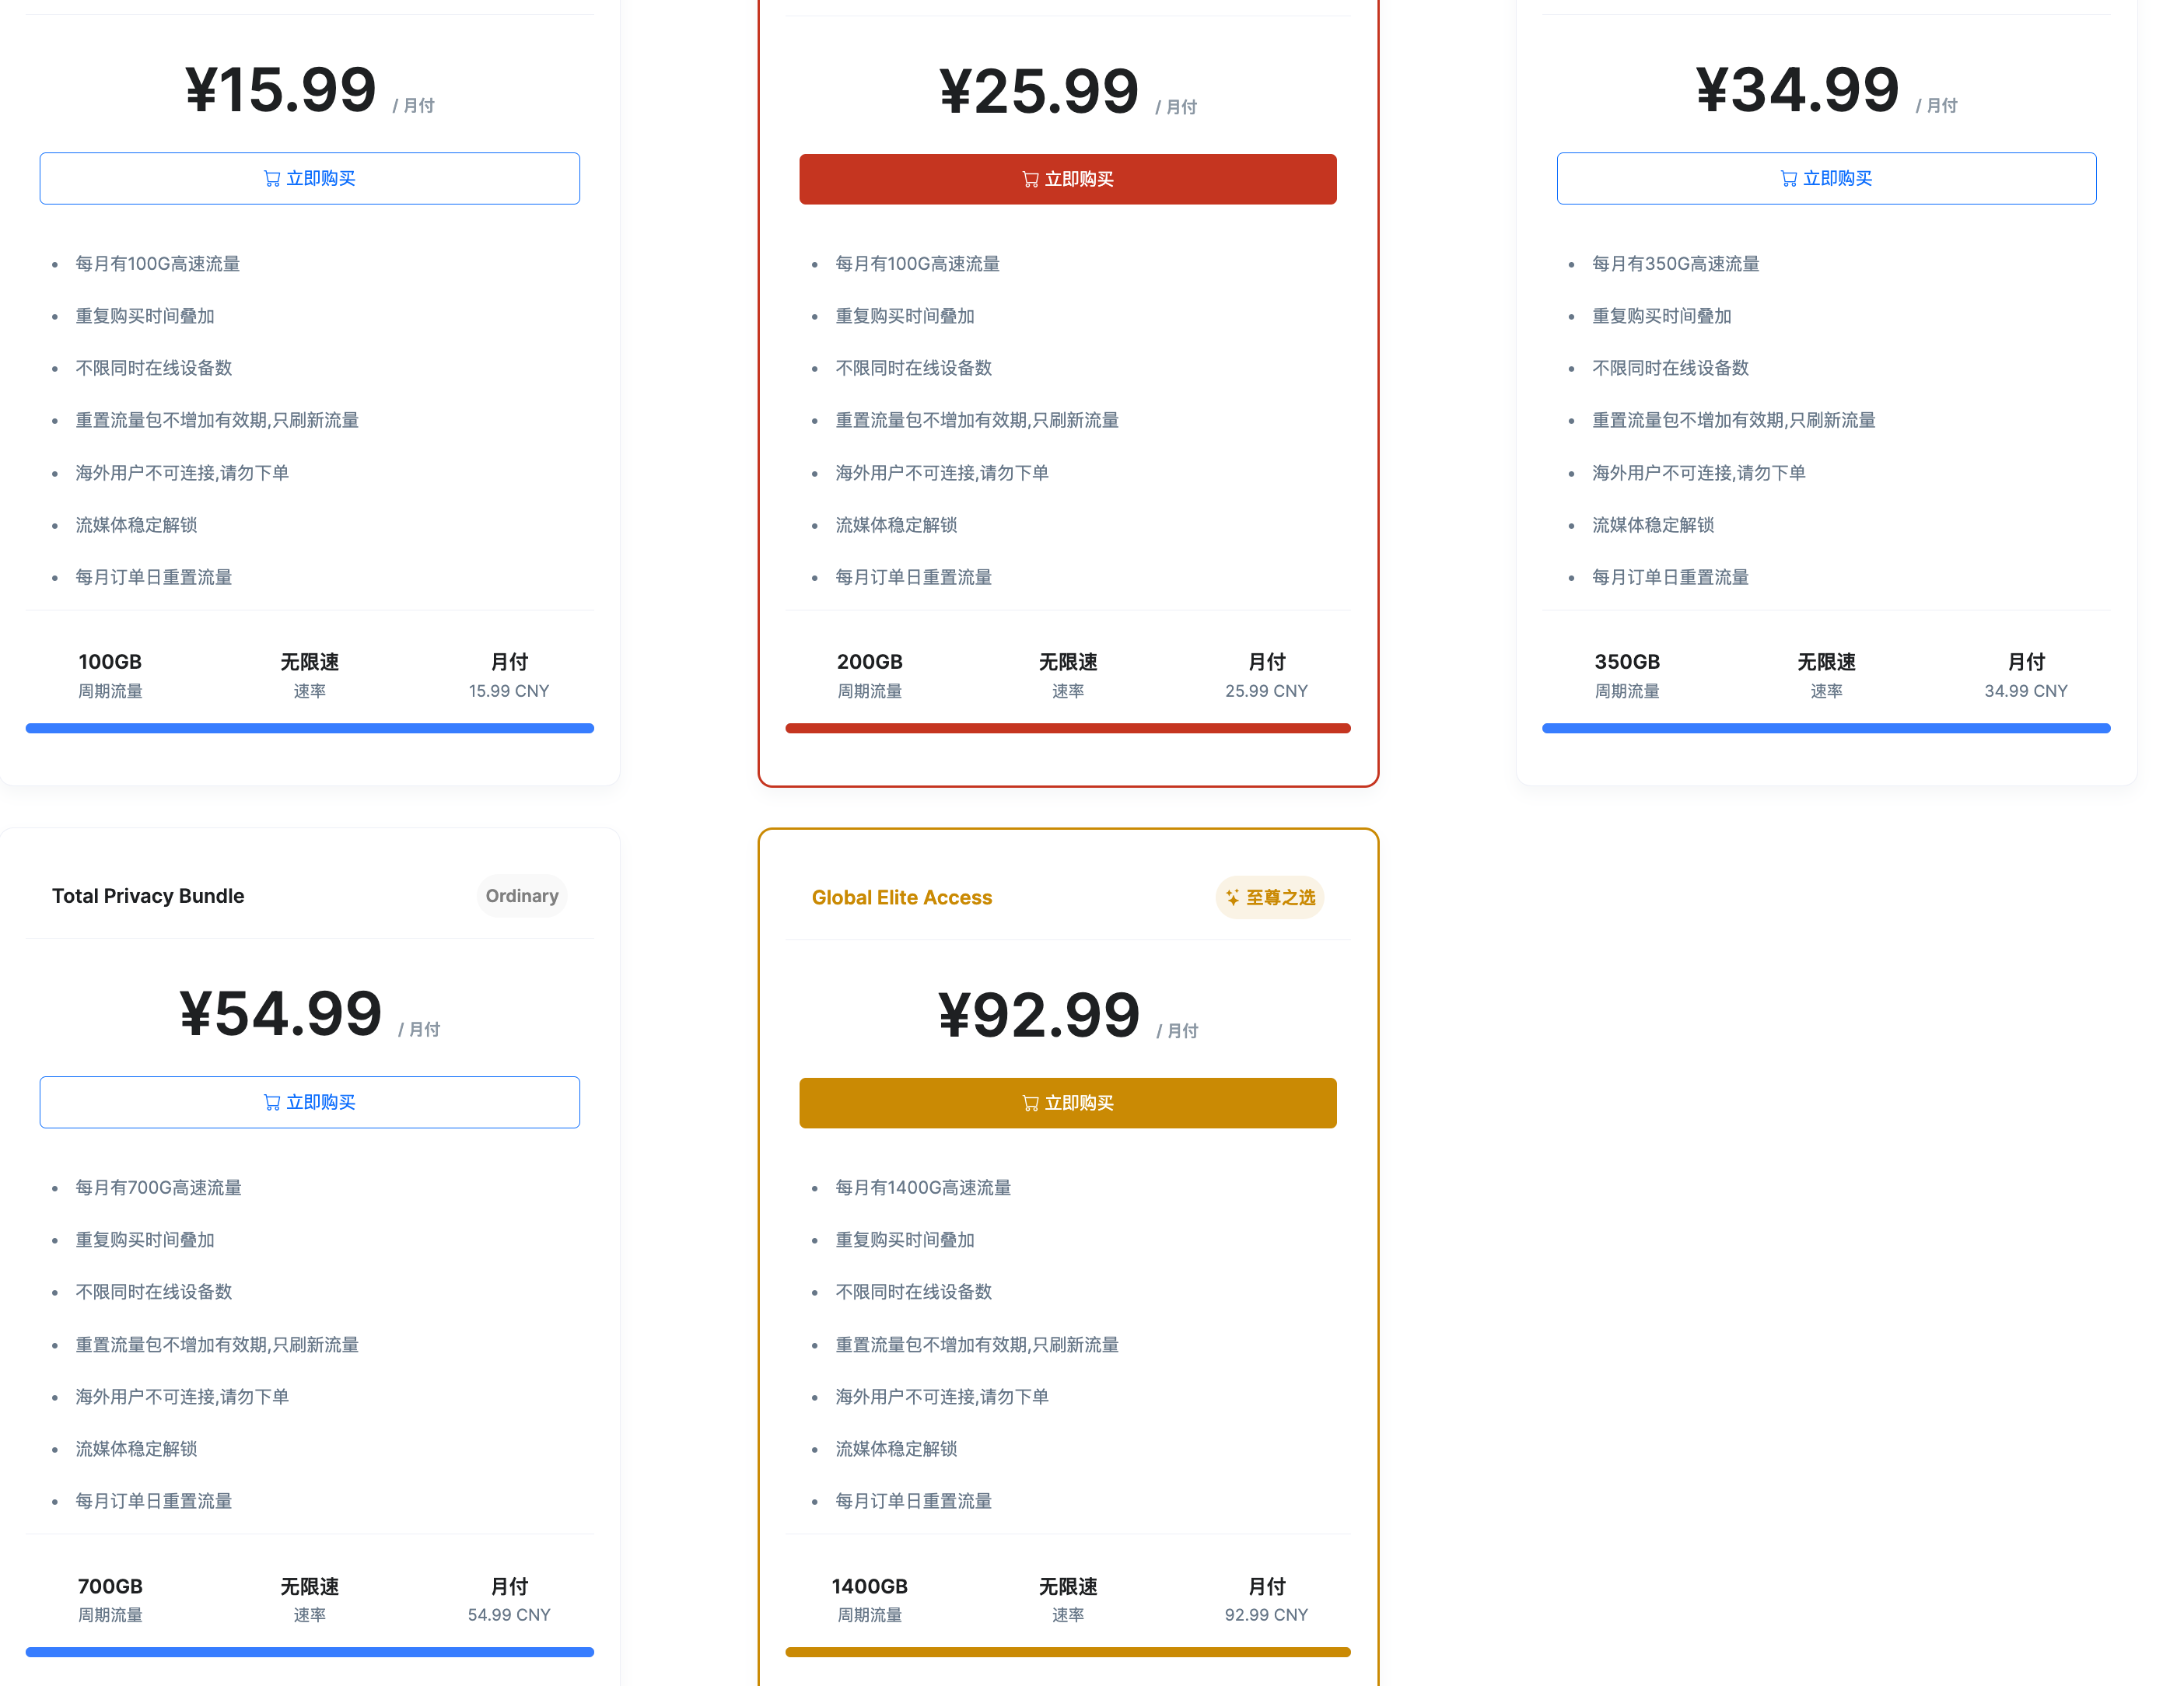 ¥15.99 / 月付
立即购买
每月有100G高速流量
重复购买时间叠加
不限同时在线设备数
重置流量包不增加有效期,只刷新流量
海外用户不可连接,请勿下单
流媒体稳定解锁
每月订单日重置流量
100GB 无限速 月付
周期流量 速率 15.99 CNY
¥25.99 / 月付
立即购买
每月有100G高速流量
重复购买时间叠加
不限同时在线设备数
重置流量包不增加有效期,只刷新流量
海外用户不可连接,请勿下单
流媒体稳定解锁
每月订单日重置流量
200GB 无限速 月付
周期流量 速率 25.99 CNY
¥34.99 / 月付
立即购买
每月有350G高速流量
重复购买时间叠加
不限同时在线设备数
重置流量包不增加有效期,只刷新流量
海外用户不可连接,请勿下单
流媒体稳定解锁
每月订单日重置流量
350GB 无限速 月付
周期流量 速率 34.99 CNY
Total Privacy Bundle Ordinary
¥54.99 / 月付
立即购买
每月有700G高速流量
重复购买时间叠加
不限同时在线设备数
重置流量包不增加有效期,只刷新流量
海外用户不可连接,请勿下单
流媒体稳定解锁
每月订单日重置流量
700GB 无限速 月付
周期流量 速率 54.99 CNY
Global Elite Access 至尊之选
¥92.99 / 月付
立即购买
每月有1400G高速流量
重复购买时间叠加
不限同时在线设备数
重置流量包不增加有效期,只刷新流量
海外用户不可连接,请勿下单
流媒体稳定解锁
每月订单日重置流量
1400GB 无限速 月付
周期流量 速率 92.99 CNY